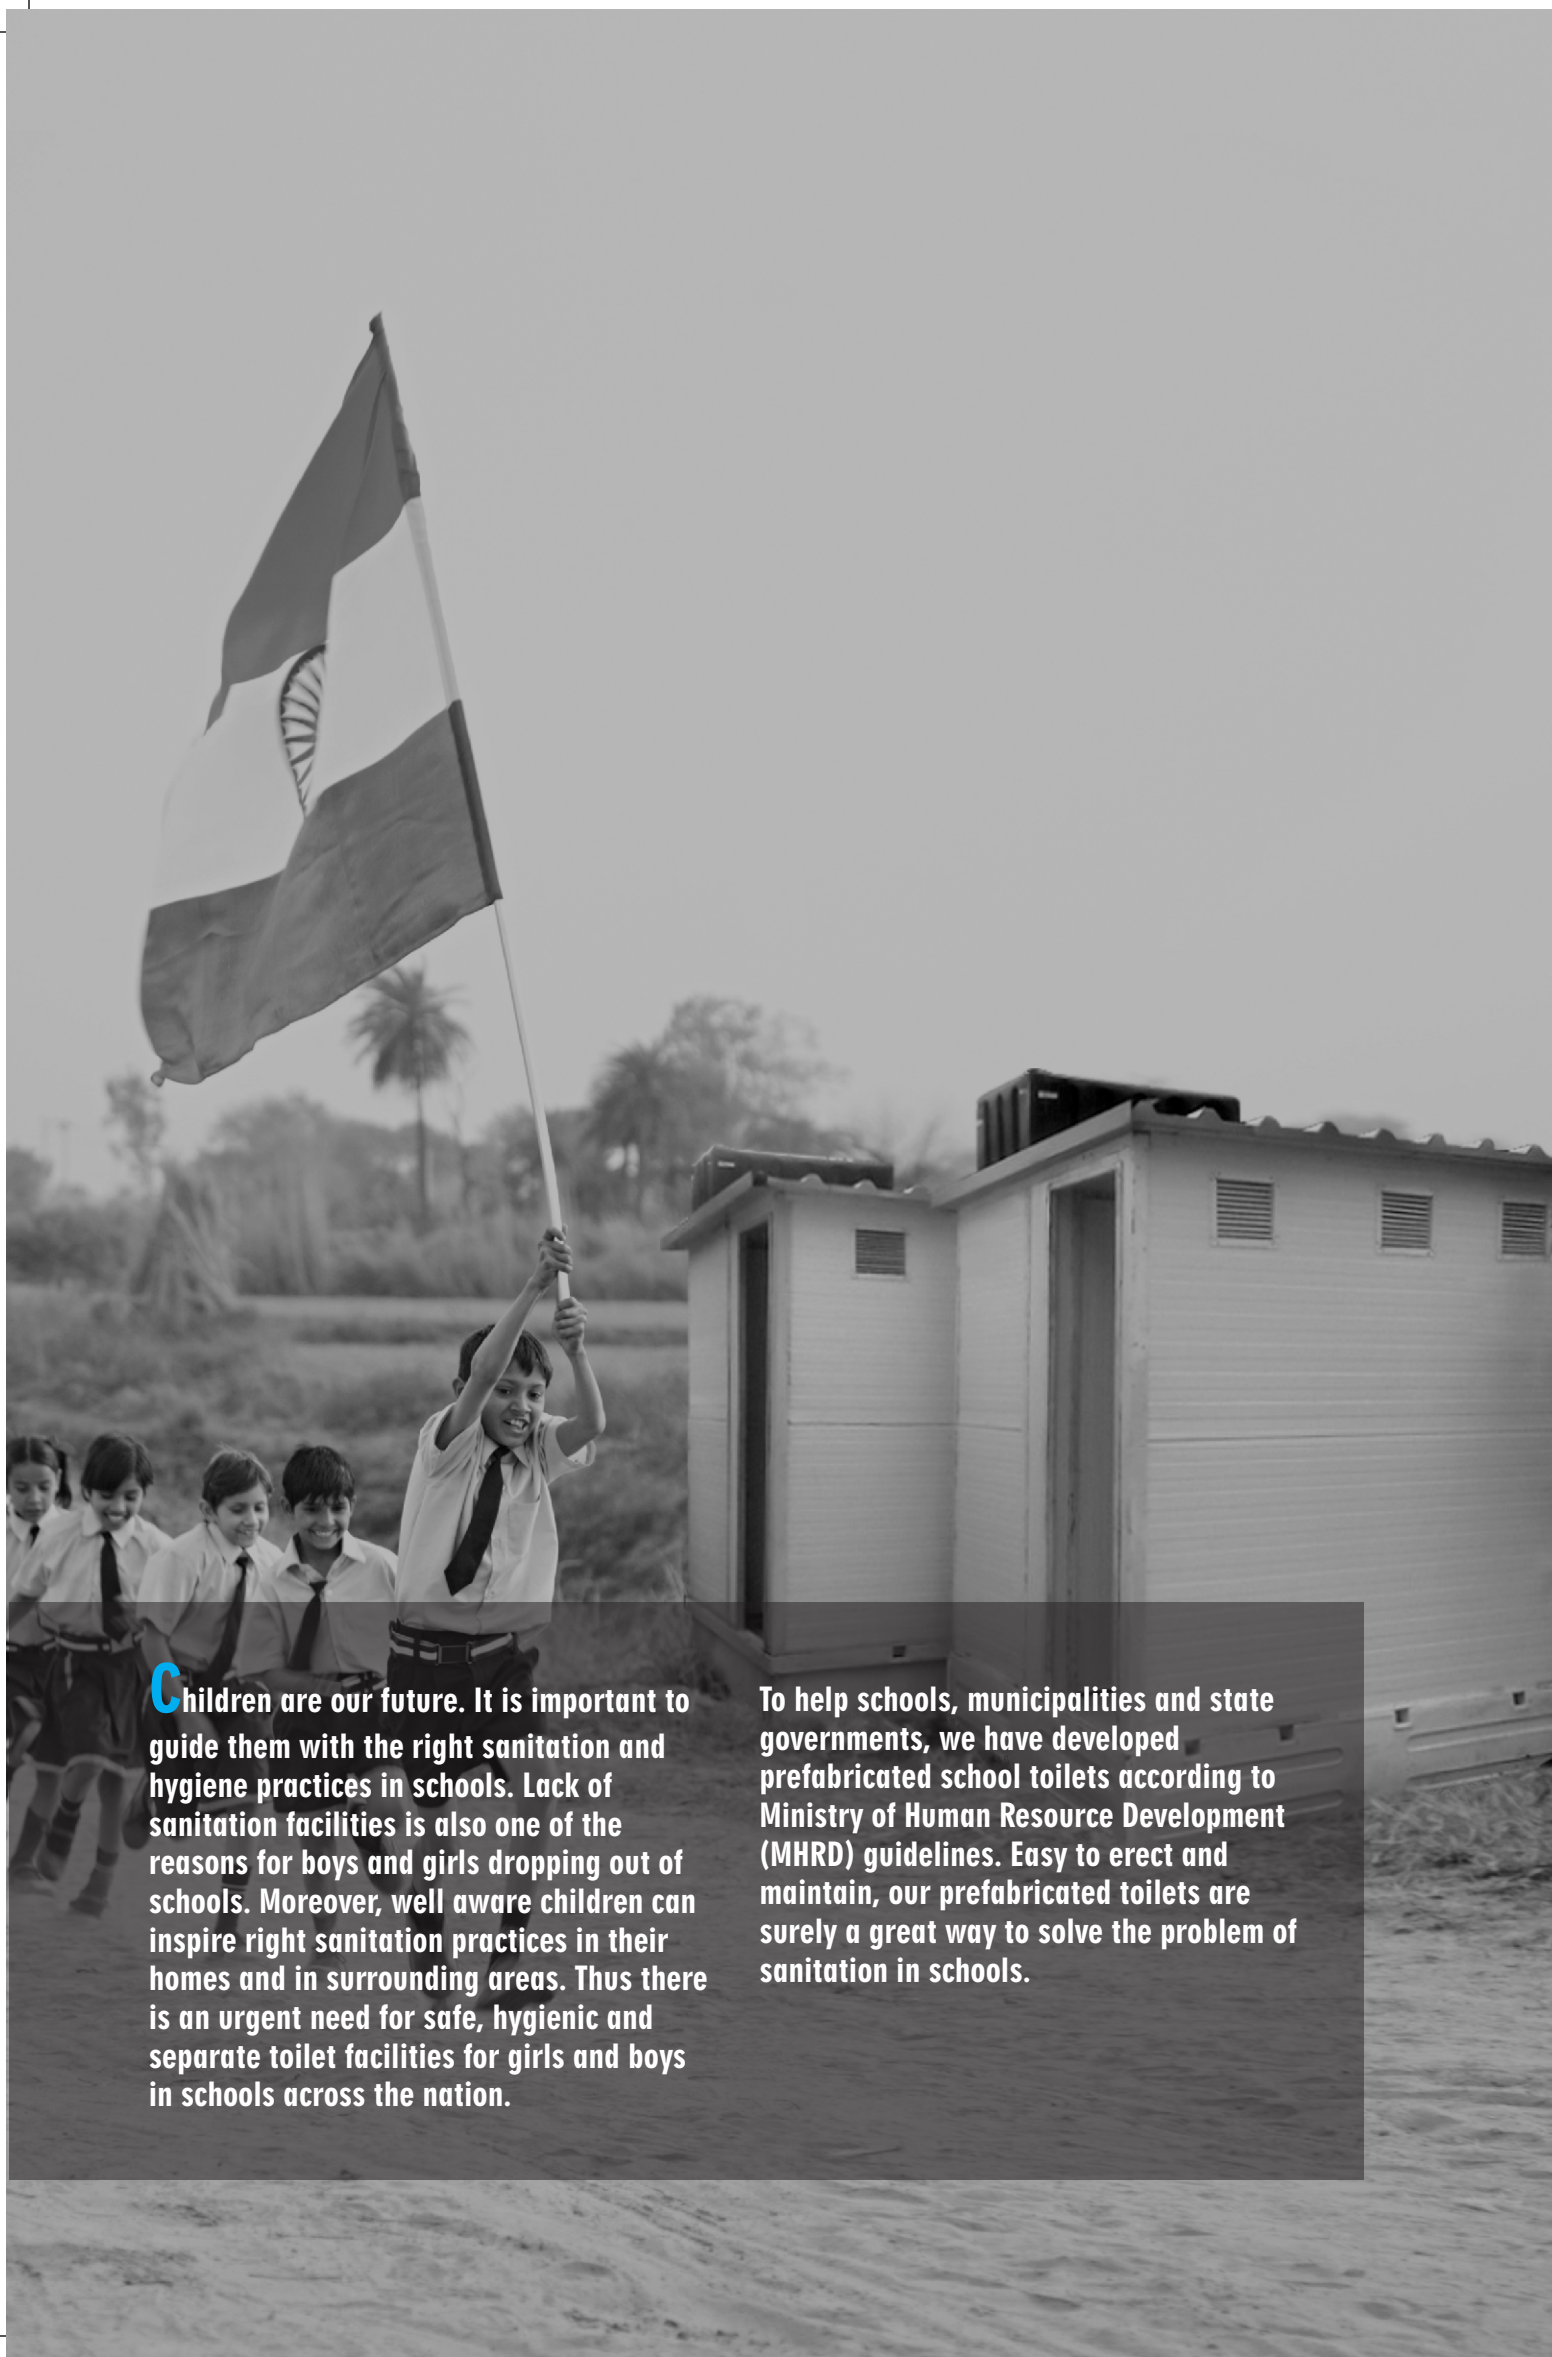 Children are our future. It is important to
guide them with the right sanitation and
hygiene practices in schools. Lack of
sanitation facilities is also one of the
reasons for boys and girls dropping out of
schools. Moreover, well aware children can
inspire right sanitation practices in their
homes and in surrounding areas. Thus there
is an urgent need for safe, hygienic and
separate toilet facilities for girls and boys
in schools across the nation.
To help schools, municipalities and state
governments, we have developed
prefabricated school toilets according to
Ministry of Human Resource Development
(MHRD) guidelines. Easy to erect and
maintain, our prefabricated toilets are
surely a great way to solve the problem of
sanitation in schools.